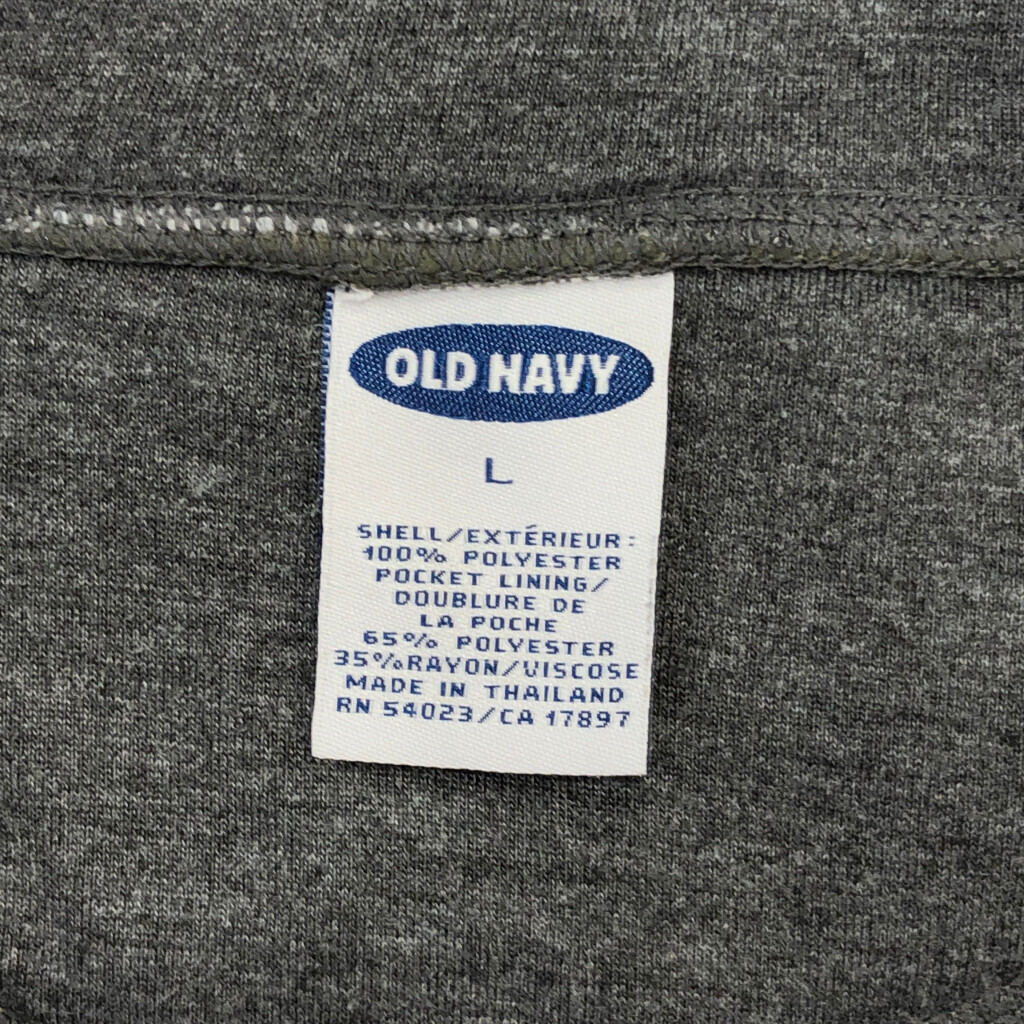 OLD NAVY
L
SHELL/EXTÉRIEUR:
100% POLYESTER
POCKET LINING/
DOUBLURE DE
LA POCHE
65% POLYESTER
35%RAYON/VISCOSE
MADE IN THAILAND
RN 54023/CA 17897